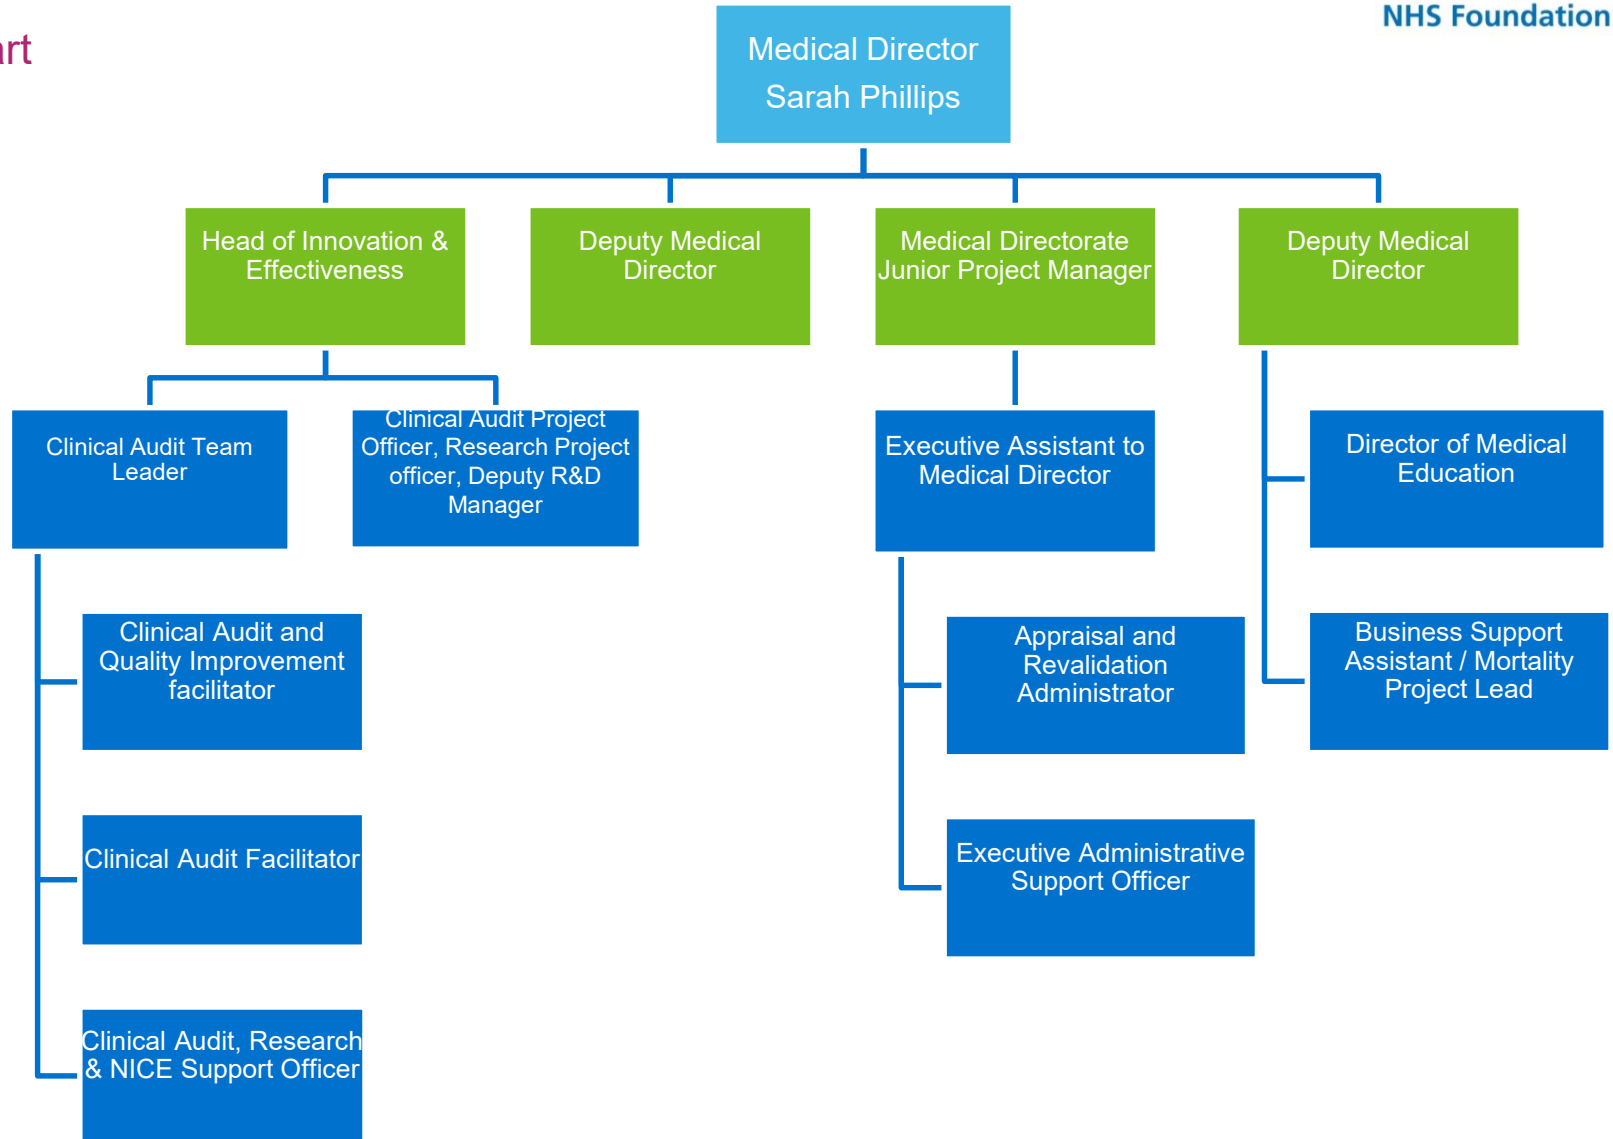 NHS Foundation
art
Medical Director
Sarah Phillips
Head of Innovation &
Effectiveness
Deputy Medical
Director
Medical Directorate
Junior Project Manager
Deputy Medical
Director
Clinical Audit Team
Leader
Clinical Audit Project
Officer, Research Project
officer, Deputy R&D
Manager
Executive Assistant to
Medical Director
Director of Medical
Education
Clinical Audit and
Quality Improvement
facilitator
Appraisal and
Revalidation
Administrator
Business Support
Assistant / Mortality
Project Lead
Clinical Audit Facilitator
Executive Administrative
Support Officer
Clinical Audit, Research
& NICE Support Officer